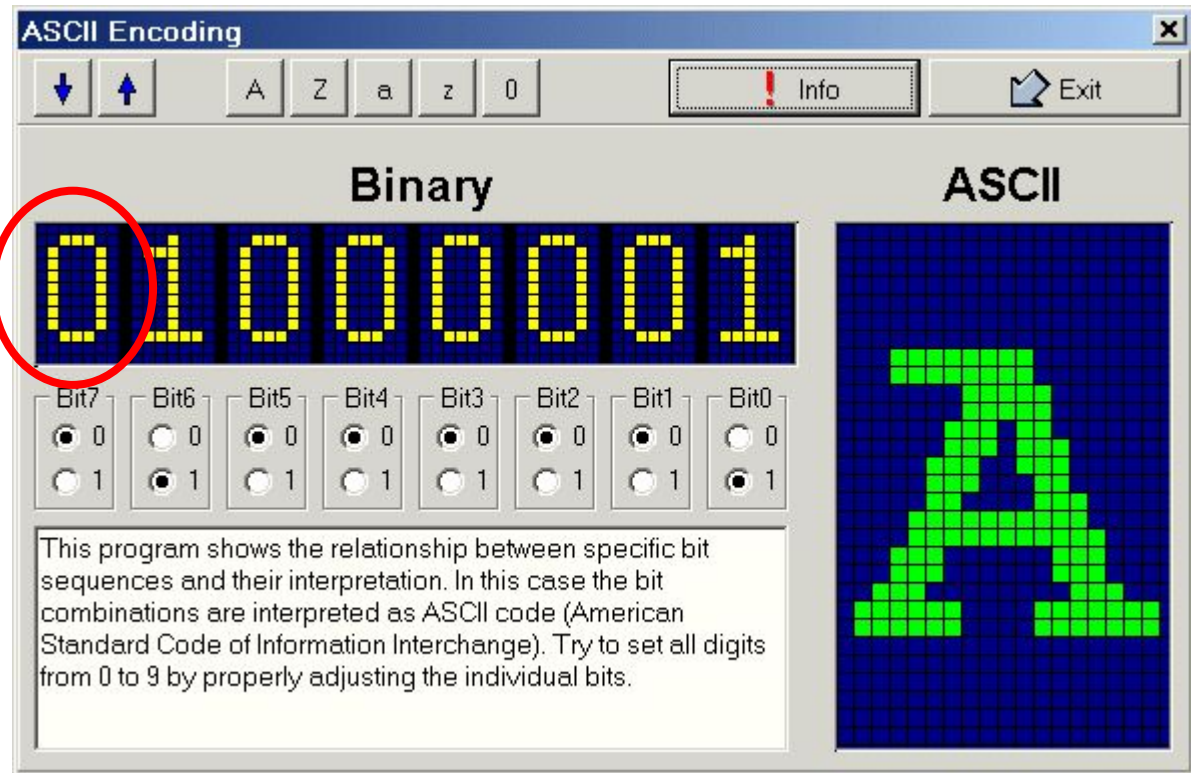 ASCII Encoding
A Z a z 0 Info Exit
Binary ASCII
01000001
Bit7 Bit6 Bit5 Bit4 Bit3 Bit2 Bit1 Bit0
0 0 0 0 0 0 0 0
1 1 1 1 1 1 1 1
A
This program shows the relationship between specific bit
sequences and their interpretation. In this case the bit
combinations are interpreted as ASCII code (American
Standard Code of Information Interchange). Try to set all digits
from 0 to 9 by properly adjusting the individual bits.